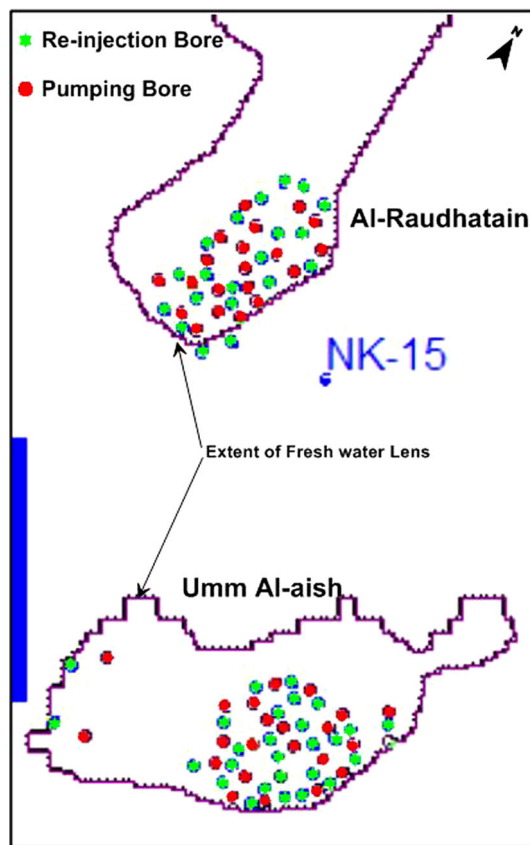 Re-injection Bore
N
Pumping Bore
Al-Raudhatain
NK-15
Extent of Fresh water Lens
Umm Al-aish